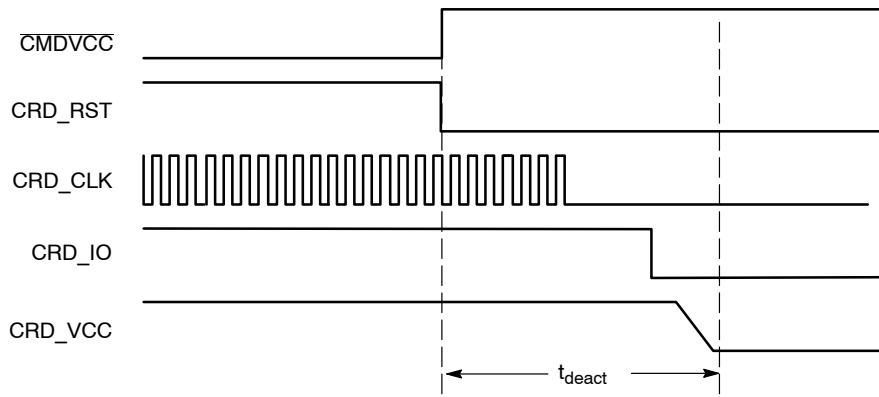 CMDVCC
CRD_RST
CRD_CLK
CRD_IO
CRD_VCC
tdeact